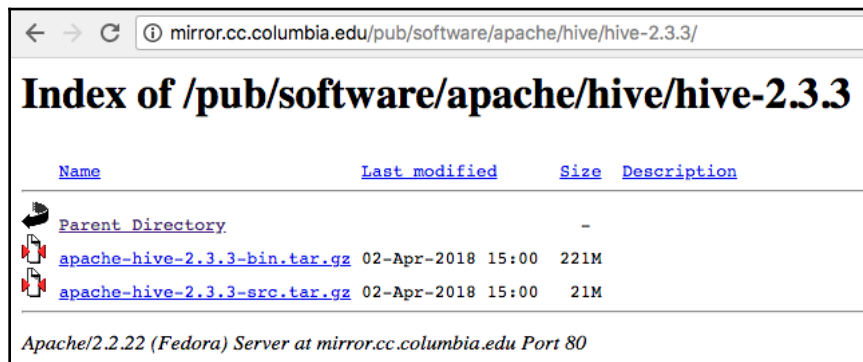 mirror.cc.columbia.edu/pub/software/apache/hive/hive-2.3.3/
Index of /pub/software/apache/hive/hive-2.3.3
Name Last modified Size Description
Parent Directory -
apache-hive-2.3.3-bin.tar.gz 02-Apr-2018 15:00 221M
apache-hive-2.3.3-src.tar.gz 02-Apr-2018 15:00 21M
Apache/2.2.22 (Fedora) Server at mirror.cc.columbia.edu Port 80